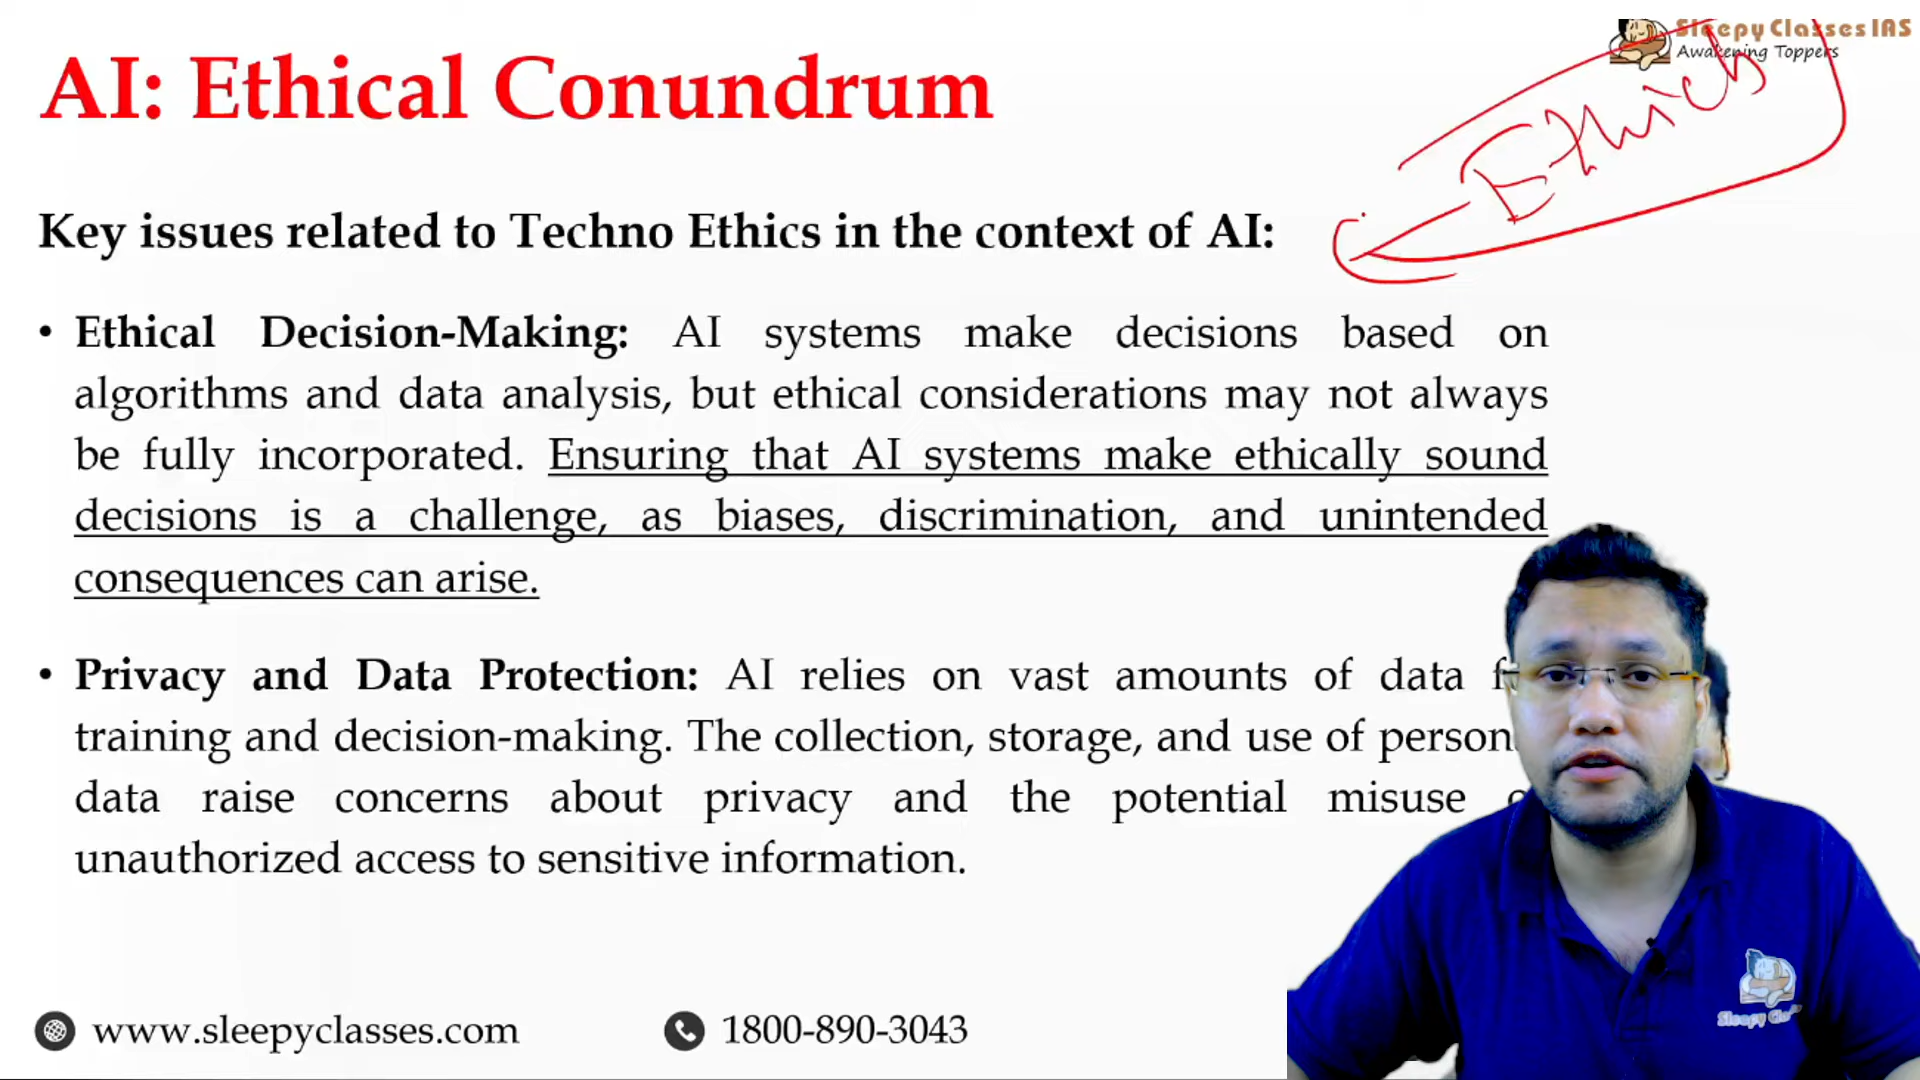 Sleepy Classes IAS
Awakening Toppers
AI: Ethical Conundrum
Ethics
Key issues related to Techno Ethics in the context of AI:
• Ethical Decision-Making: AI systems make decisions based on
algorithms and data analysis, but ethical considerations may not always
be fully incorporated. Ensuring that AI systems make ethically sound
decisions is a challenge, as biases, discrimination, and unintended
consequences can arise.
• Privacy and Data Protection: AI relies on vast amounts of data
training and decision-making. The collection, storage, and use of
data raise concerns about privacy and the potential misuse
unauthorized access to sensitive information.
www.sleepyclasses.com
1800-890-3043
Sleepy